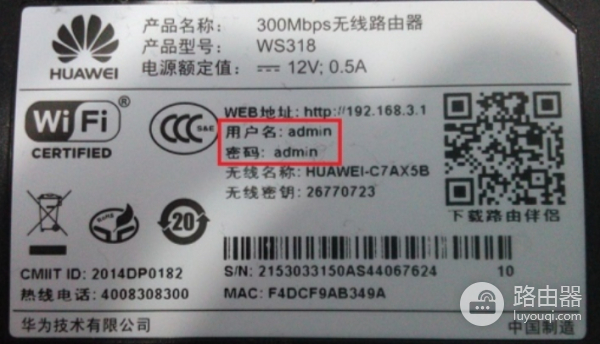 产品名称: 300Mbps无线路由器
产品型号: WS318
电源额定值: 12V; 0.5A
HUAWEI
WEB地址: http://192.168.3.1
用户名: admin
密码: admin
无线名称: HUAWEI-C7AX5B
无线密钥: 26770723
WiFi
®
CERTIFIED
CCC
S&E
20
下载路由伴侣
CMIIT ID: 2014DP0182
热线电话: 4008308300
S/N: 2153033150AS44067624 10
MAC: F4DCF9AB349A
华为技术有限公司
中国制造
路由器
luyouqi.com